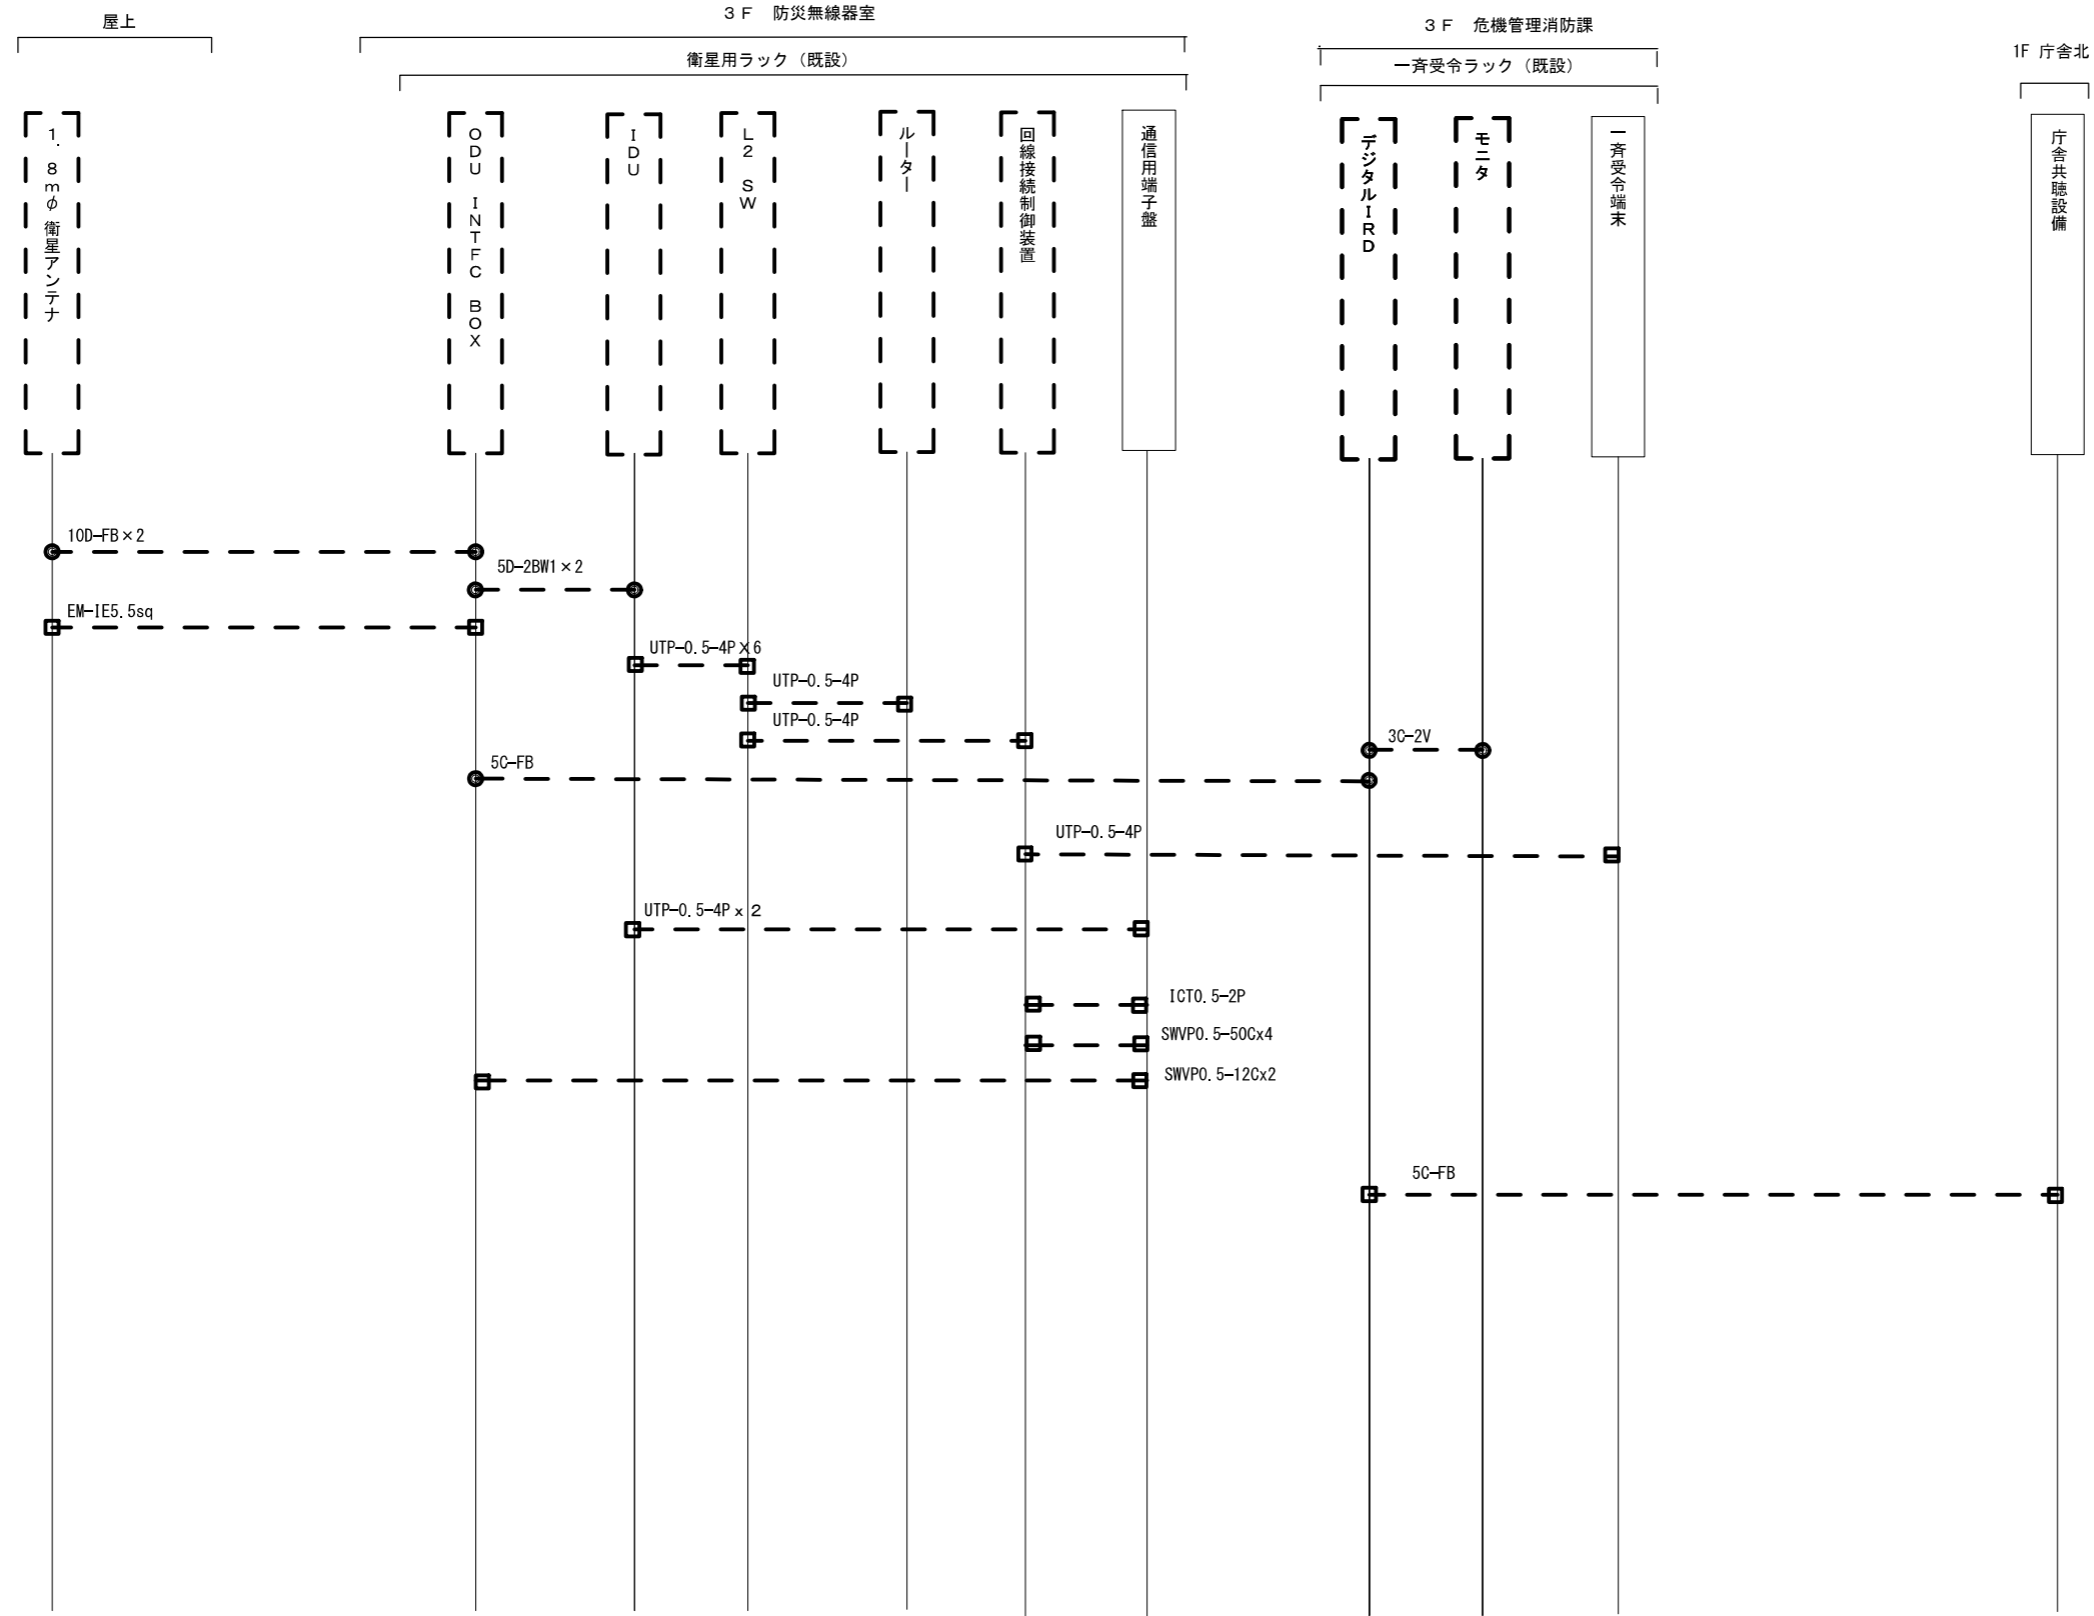 屋上
３Ｆ　防災無線器室
３Ｆ　危機管理消防課
1F 庁舎北
衛星用ラック（既設）
一斉受令ラック（既設）
１．８ｍφ衛星アンテナ
ＯＤＵ　ＩＮＴＦＣ　ＢＯＸ
ＩＤＵ
Ｌ２　ＳＷ
ルーター
回線接続制御装置
通信用端子盤
デジタルＩＲＤ
モニタ
一斉受令端末
庁舎共聴設備
10D-FB×2
5D-2BW1×2
EM-IE5.5sq
UTP-0.5-4P×6
UTP-0.5-4P
UTP-0.5-4P
3C-2V
5C-FB
UTP-0.5-4P
UTP-0.5-4Pｘ２
ICT0.5-2P
SWVP0.5-50Cx4
SWVP0.5-12Cx2
5C-FB